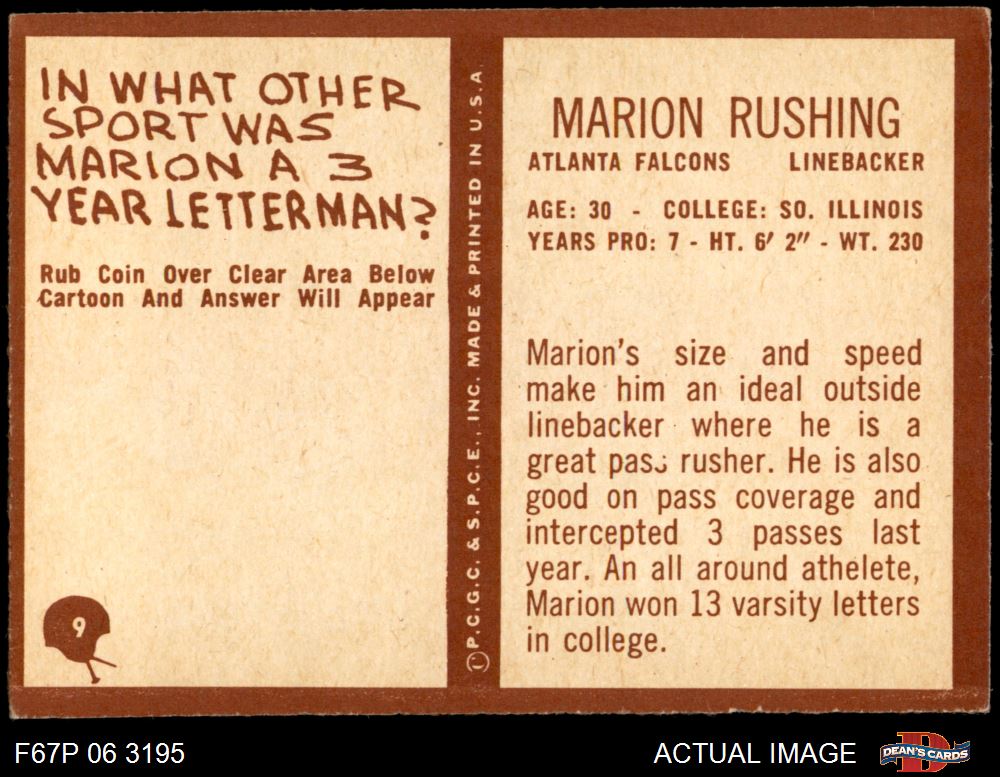 IN WHAT OTHER
SPORT WAS
MARION A 3
YEAR LETTERMAN?
Rub Coin Over Clear Area Below
Cartoon And Answer Will Appear
9
©P.C.G.C. & S.P.C.E., INC. MADE & PRINTED IN U.S.A.
MARION RUSHING
ATLANTA FALCONS LINEBACKER
AGE: 30 - COLLEGE: SO. ILLINOIS
YEARS PRO: 7 - HT. 6' 2" - WT. 230
Marion's size and speed
make him an ideal outside
linebacker where he is a
great pass rusher. He is also
good on pass coverage and
intercepted 3 passes last
year. An all around athelete,
Marion won 13 varsity letters
in college.
F67P 06 3195
ACTUAL IMAGE
D
DEAN'S CARDS